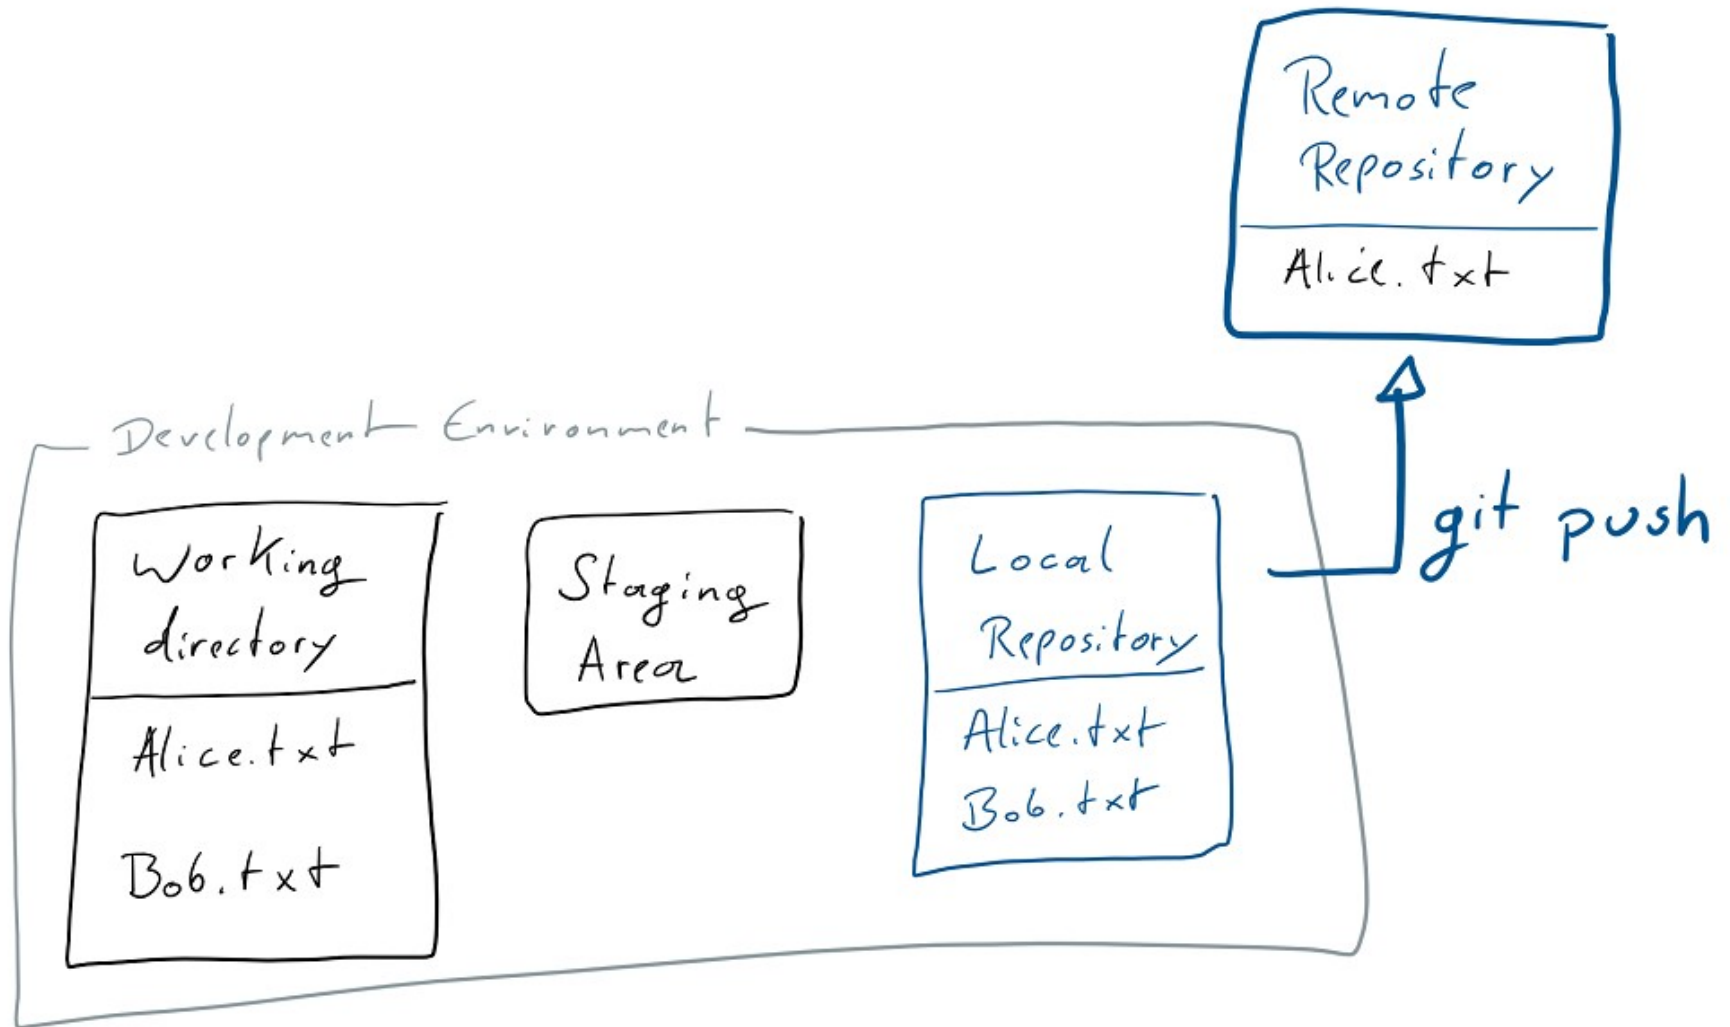 Remote
Repository
Alice.txt
Development Environment
git push
Working
directory
Alice.txt
Bob.txt
Staging
Area
Local
Repository
Alice.txt
Bob.txt